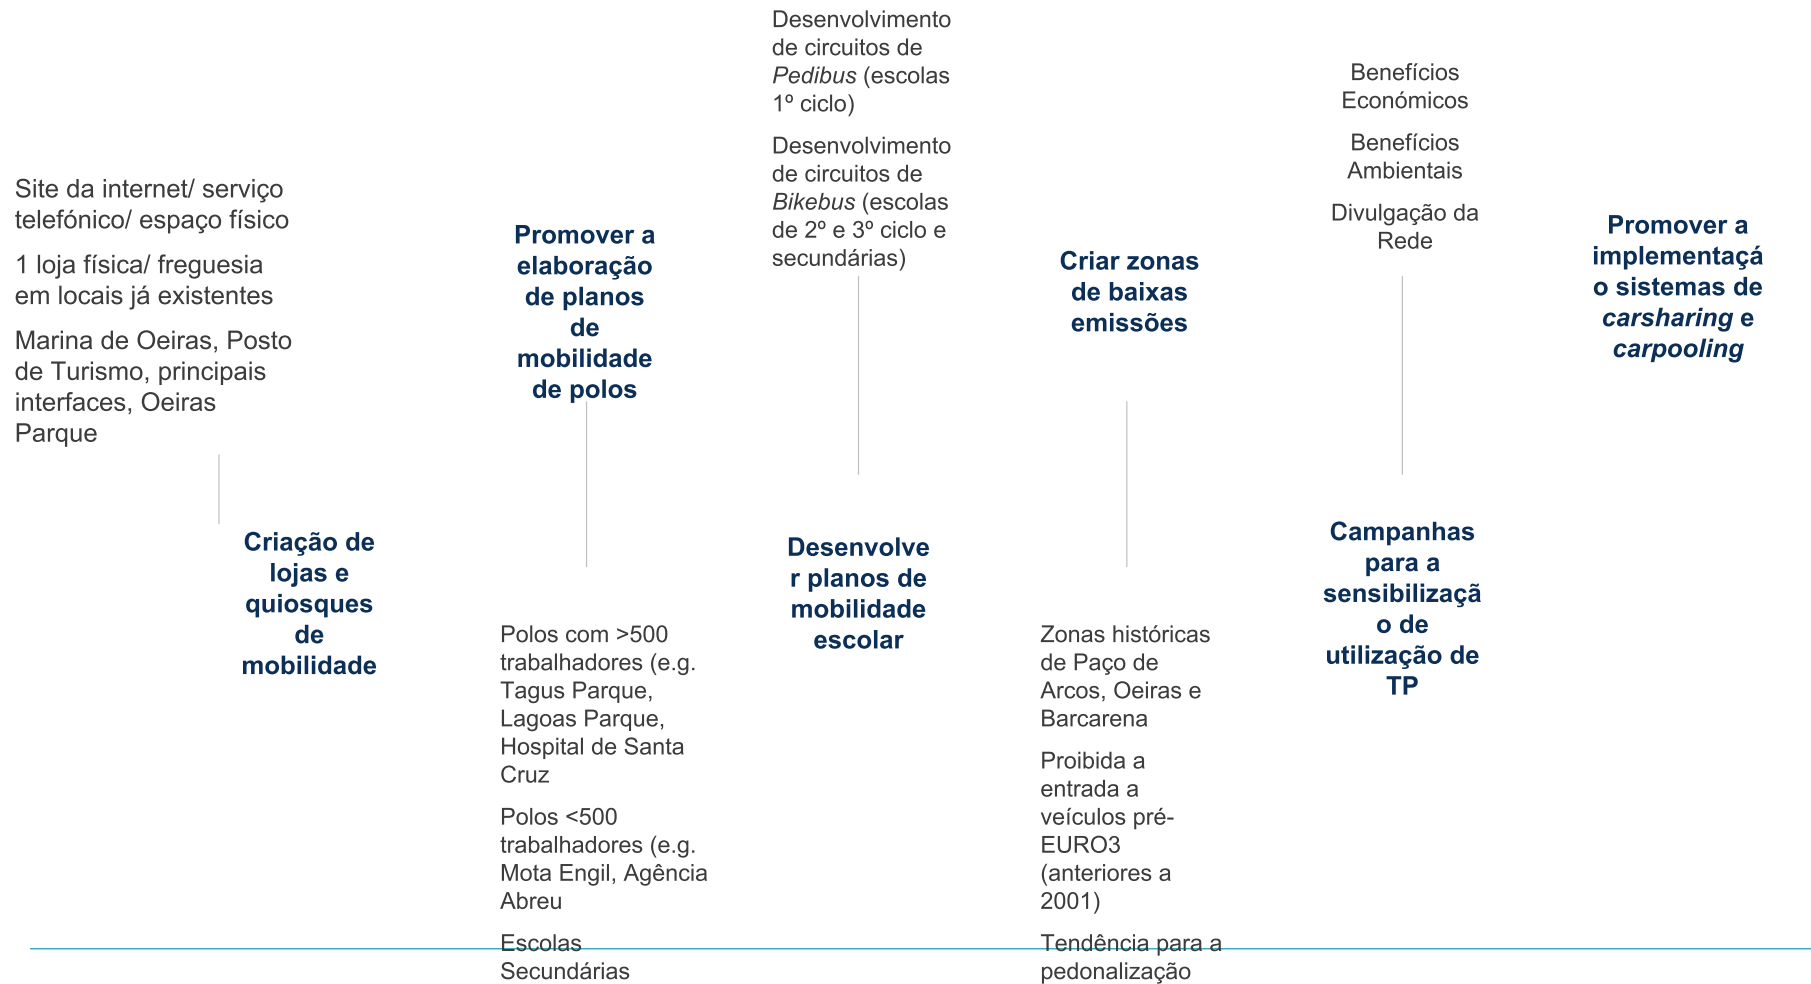 Site da internet/ serviço
telefónico/ espaço físico
1 loja física/ freguesia
em locais já existentes
Marina de Oeiras, Posto
de Turismo, principais
interfaces, Oeiras
Parque
Criação de
lojas e
quiosques
de
mobilidade
Promover a
elaboração
de planos
de
mobilidade
de polos
Polos com >500
trabalhadores (e.g.
Tagus Parque,
Lagoas Parque,
Hospital de Santa
Cruz
Polos <500
trabalhadores (e.g.
Mota Engil, Agência
Abreu
Escolas
Secundárias
Desenvolvimento
de circuitos de
Pedibus (escolas
1º ciclo)
Desenvolvimento
de circuitos de
Bikebus (escolas
de 2º e 3º ciclo e
secundárias)
Desenvolve
r planos de
mobilidade
escolar
Criar zonas
de baixas
emissões
Zonas históricas
de Paço de
Arcos, Oeiras e
Barcarena
Proibida a
entrada a
veículos pré-
EURO3
(anteriores a
2001)
Tendência para a
pedonalização
Benefícios
Económicos
Benefícios
Ambientais
Divulgação da
Rede
Campanhas
para a
sensibilizaçã
o de
utilização de
TP
Promover a
implementaçá
o sistemas de
carsharing e
carpooling